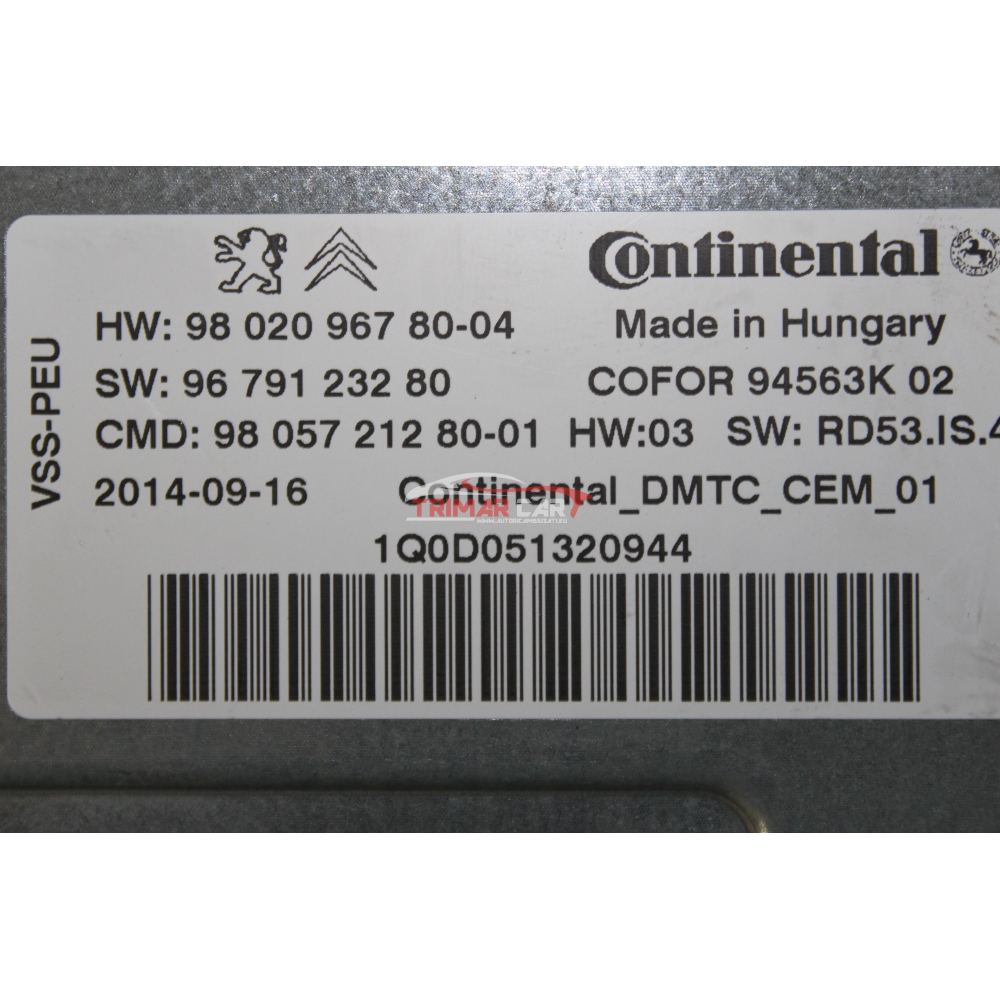 Continental
HW: 98 020 967 80-04 Made in Hungary
SW: 96 791 232 80 COFOR 94563K 02
CMD: 98 057 212 80-01 HW:03 SW: RD53.IS.4
2014-09-16 Continental_DMTC_CEM_01
TRIMAR CAR
1Q0D051320944
VSS-PEU